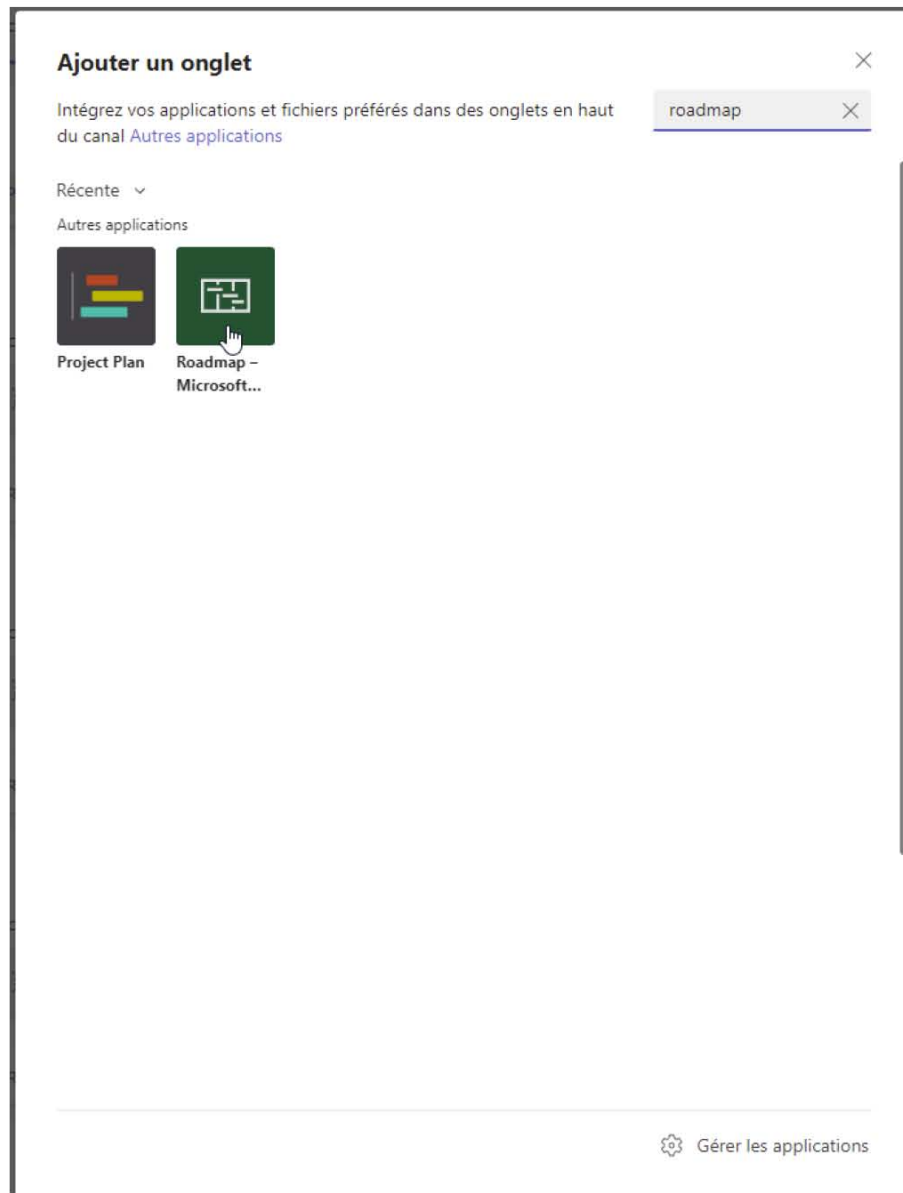 Ajouter un onglet
Intégrez vos applications et fichiers préférés dans des onglets en haut
du canal Autres applications
roadmap
Récente
Autres applications
Project Plan
Roadmap –
Microsoft...
Gérer les applications